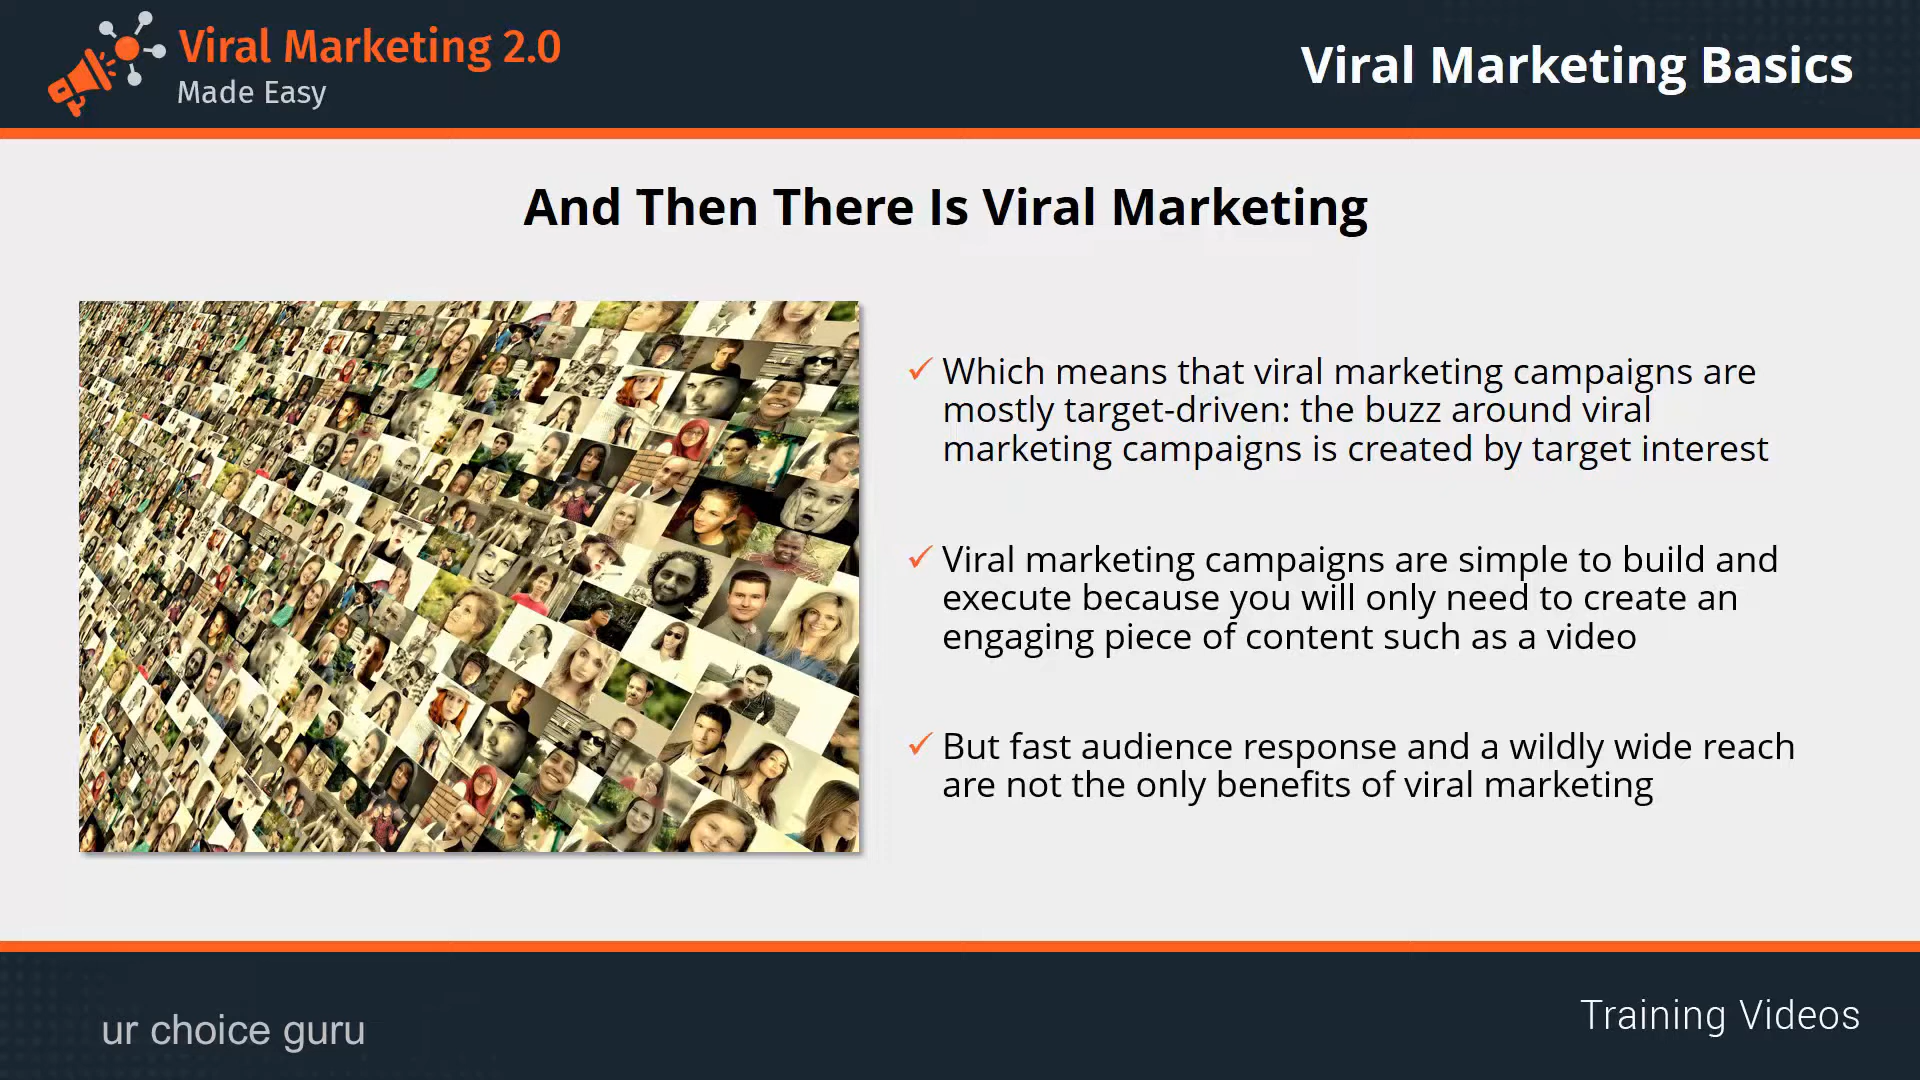 Viral Marketing 2.0
Made Easy
Viral Marketing Basics
And Then There Is Viral Marketing
✓ Which means that viral marketing campaigns are
mostly target-driven: the buzz around viral
marketing campaigns is created by target interest
✓ Viral marketing campaigns are simple to build and
execute because you will only need to create an
engaging piece of content such as a video
✓ But fast audience response and a wildly wide reach
are not the only benefits of viral marketing
ur choice guru
Training Videos